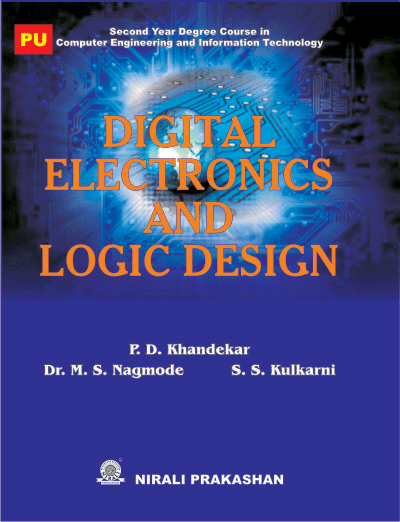 PU
Second Year Degree Course in
Computer Engineering and Information Technology
DIGITAL
ELECTRONICS
AND
LOGIC DESIGN
P. D. Khandekar
Dr. M. S. Nagmode S. S. Kulkarni
NIRALI PRAKASHAN